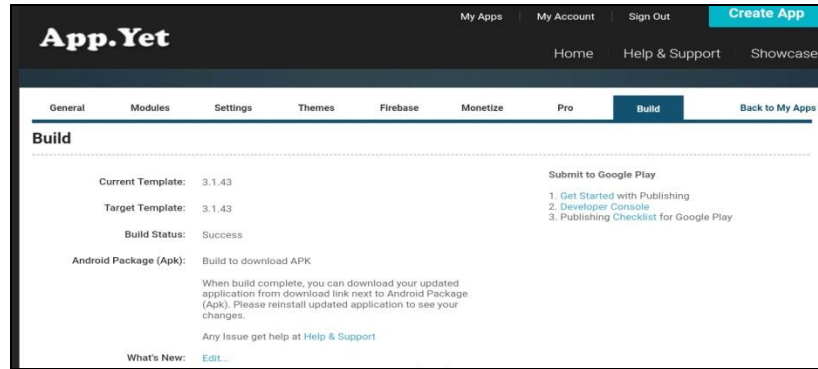 My Apps My Account Sign Out Create App
App.Yet
Home Help & Support Showcase
General Modules Settings Themes Firebase Monetize Pro Build Back to My Apps
Build
Current Template: 3.1.43
Target Template: 3.1.43
Build Status: Success
Android Package (Apk): Build to download APK
When build complete, you can download your updated
application from download link next to Android Package
(Apk). Please reinstall updated application to see your
changes.
Any Issue get help at Help & Support
What's New: Edit...
Submit to Google Play
1. Get Started with Publishing
2. Developer Console
3. Publishing Checklist for Google Play